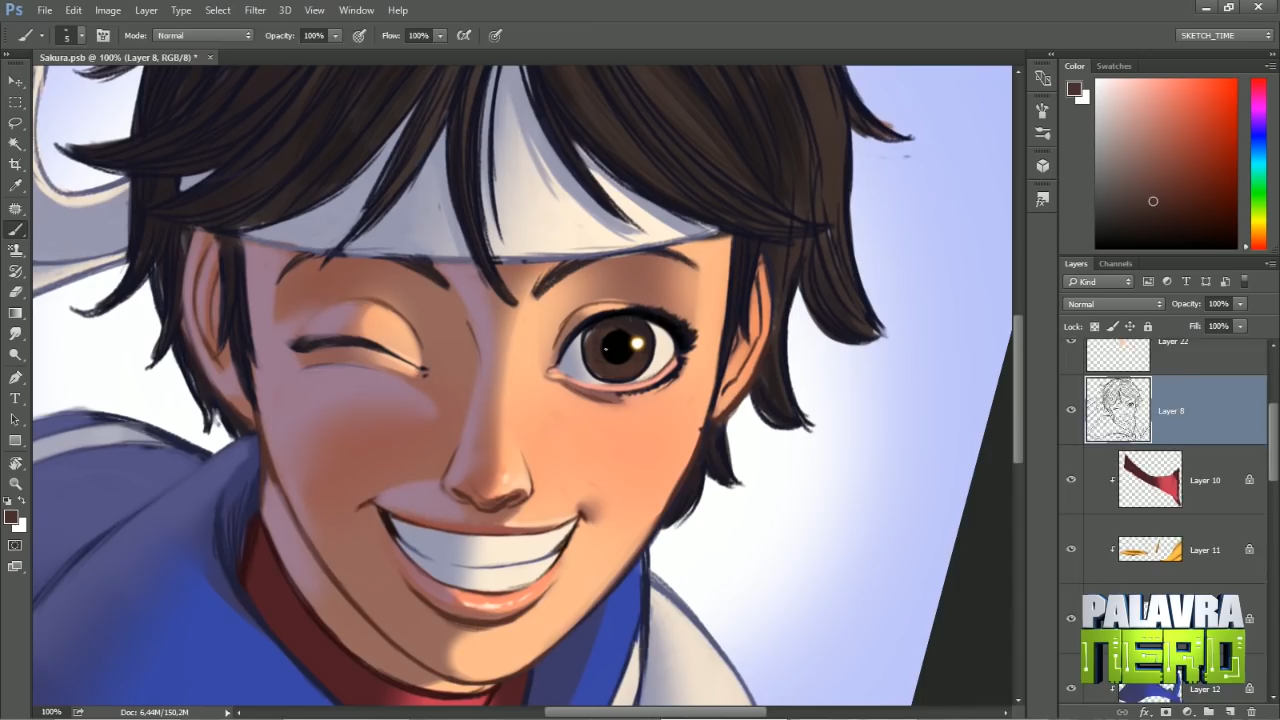 Ps File Edit Image Layer Type Select Filter 3D View Window Help
5 Mode: Normal Opacity: 100% Flow: 100% SKETCH_TIME
Sakura.psb @ 100% (Layer 8, RGB/8) * ×
Color Swatches
Layers Channels
Kind
Normal Opacity: 100%
Lock: Fill: 100%
Layer 22
Layer 8
Layer 10
Layer 11
PALAVRA
NERD
Layer 12
100% Doc: 6,44M/150,2M